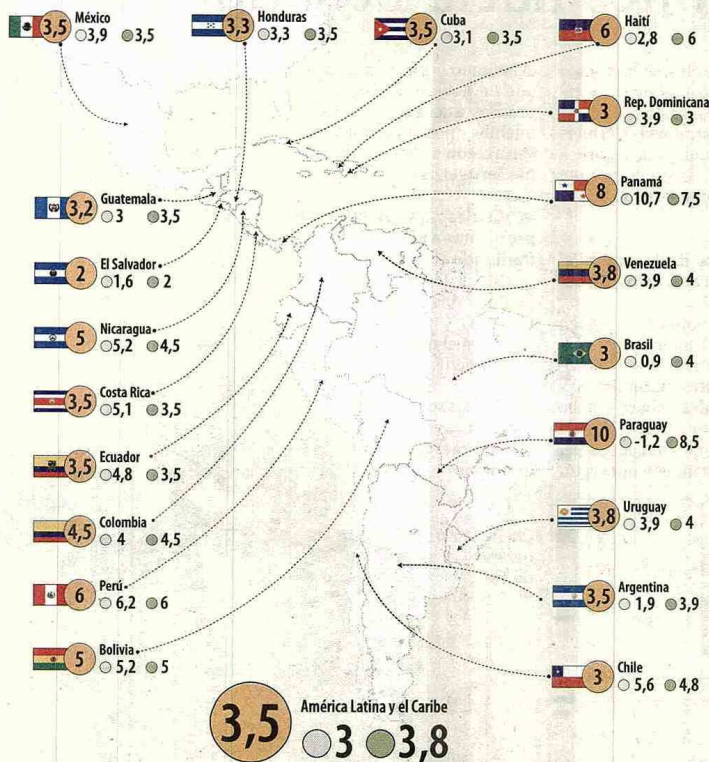 México
3,5
3,9 3,5
Honduras
3,3
3,3 3,5
Cuba
3,5
3,1 3,5
Haití
6
2,8 6
Rep. Dominicana
3
3,9 3
Guatemala
3,2
3 3,5
Panamá
8
10,7 7,5
El Salvador
2
1,6 2
Venezuela
3,8
3,9 4
Nicaragua
5
5,2 4,5
Brasil
3
0,9 4
Costa Rica
3,5
5,1 3,5
Paraguay
10
-1,2 8,5
Ecuador
3,5
4,8 3,5
Colombia
4,5
4 4,5
Uruguay
3,8
3,9 4
Perú
6
6,2 6
Argentina
3,5
1,9 3,9
Bolivia
5
5,2 5
Chile
3
5,6 4,8
América Latina y el Caribe
3,5
3 3,8